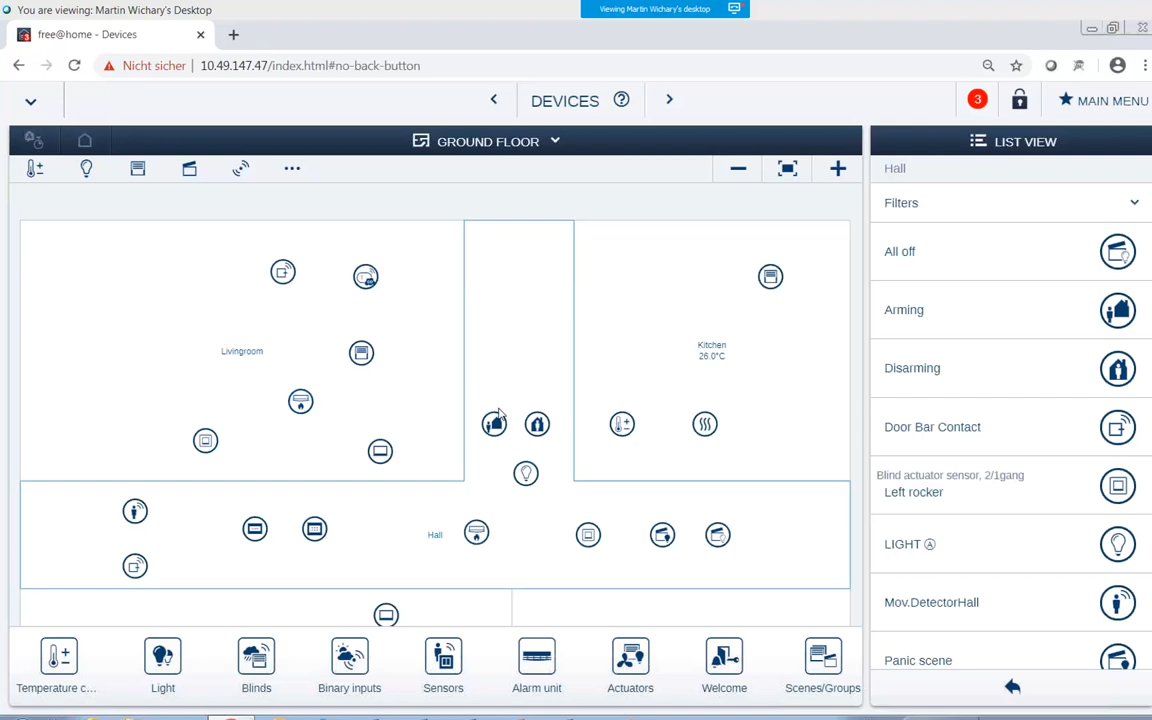 You are viewing: Martin Wichary's Desktop
Viewing Martin Wichary's desktop
free@home - Devices
Nicht sicher
10.49.147.47/index.html#no-back-button
DEVICES
3
MAIN MENU
GROUND FLOOR
LIST VIEW
Hall
Filters
All off
Arming
Disarming
Door Bar Contact
Blind actuator sensor, 2/1gang
Left rocker
LIGHT Ⓐ
Mov.DetectorHall
Panic scene
Livingroom
Kitchen
26.0°C
Hall
Temperature c...
Light
Blinds
Binary inputs
Sensors
Alarm unit
Actuators
Welcome
Scenes/Groups